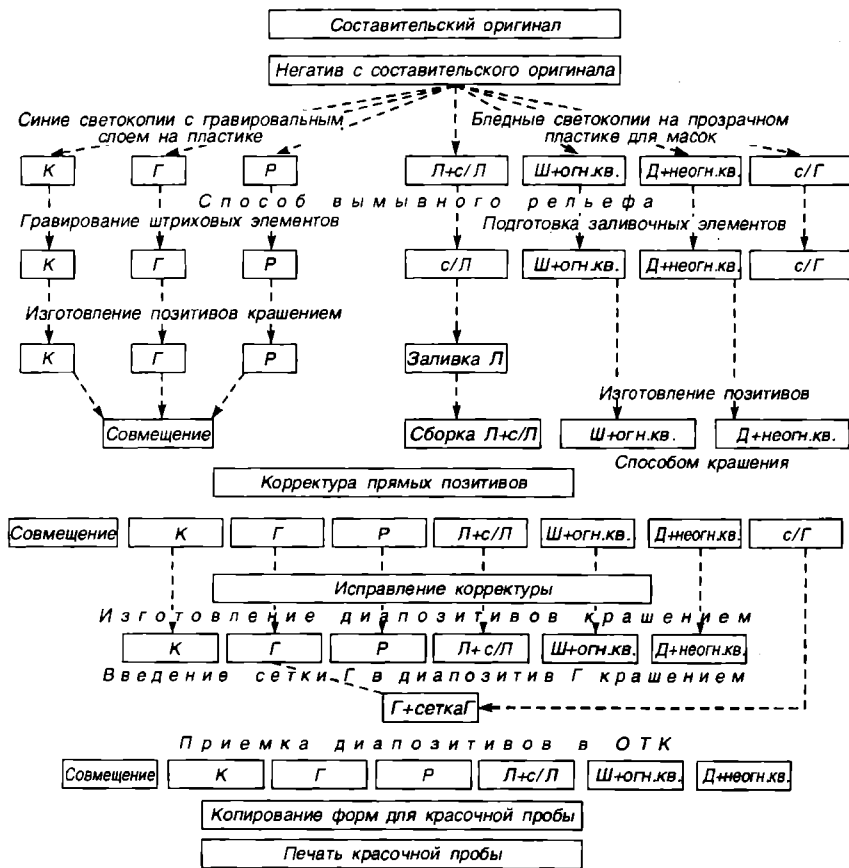 Составительский оригинал
Негатив с составительского оригинала
Синие светокопии с гравировальным
слоем на пластике
Бледные светокопии на прозрачном
пластике для масок
К Г Р Л+с/Л Ш+огн.кв. Д+неогн.кв. с/Г
Способ вымывного рельефа
Гравирование штриховых элементов
Подготовка заливочных элементов
К Г Р с/Л Ш+огн.кв. Д+неогн.кв. с/Г
Изготовление позитивов крашением
К Г Р Заливка Л
Изготовление позитивов
Совмещение Сборка Л+с/Л Ш+огн.кв. Д+неогн.кв.
Способом крашения
Корректура прямых позитивов
Совмещение К Г Р Л+с/Л Ш+огн.кв. Д+неогн.кв. с/Г
Исправление корректуры
Изготовление диапозитивов крашением
К Г Р Л+с/Л Ш+огн.кв. Д+неогн.кв.
Введение сетки Г в диапозитив Г крашением
Г+сеткаГ
Приемка диапозитивов в ОТК
Совмещение К Г Р Л+с/Л Ш+огн.кв. Д+неогн.кв.
Копирование форм для красочной пробы
Печать красочной пробы